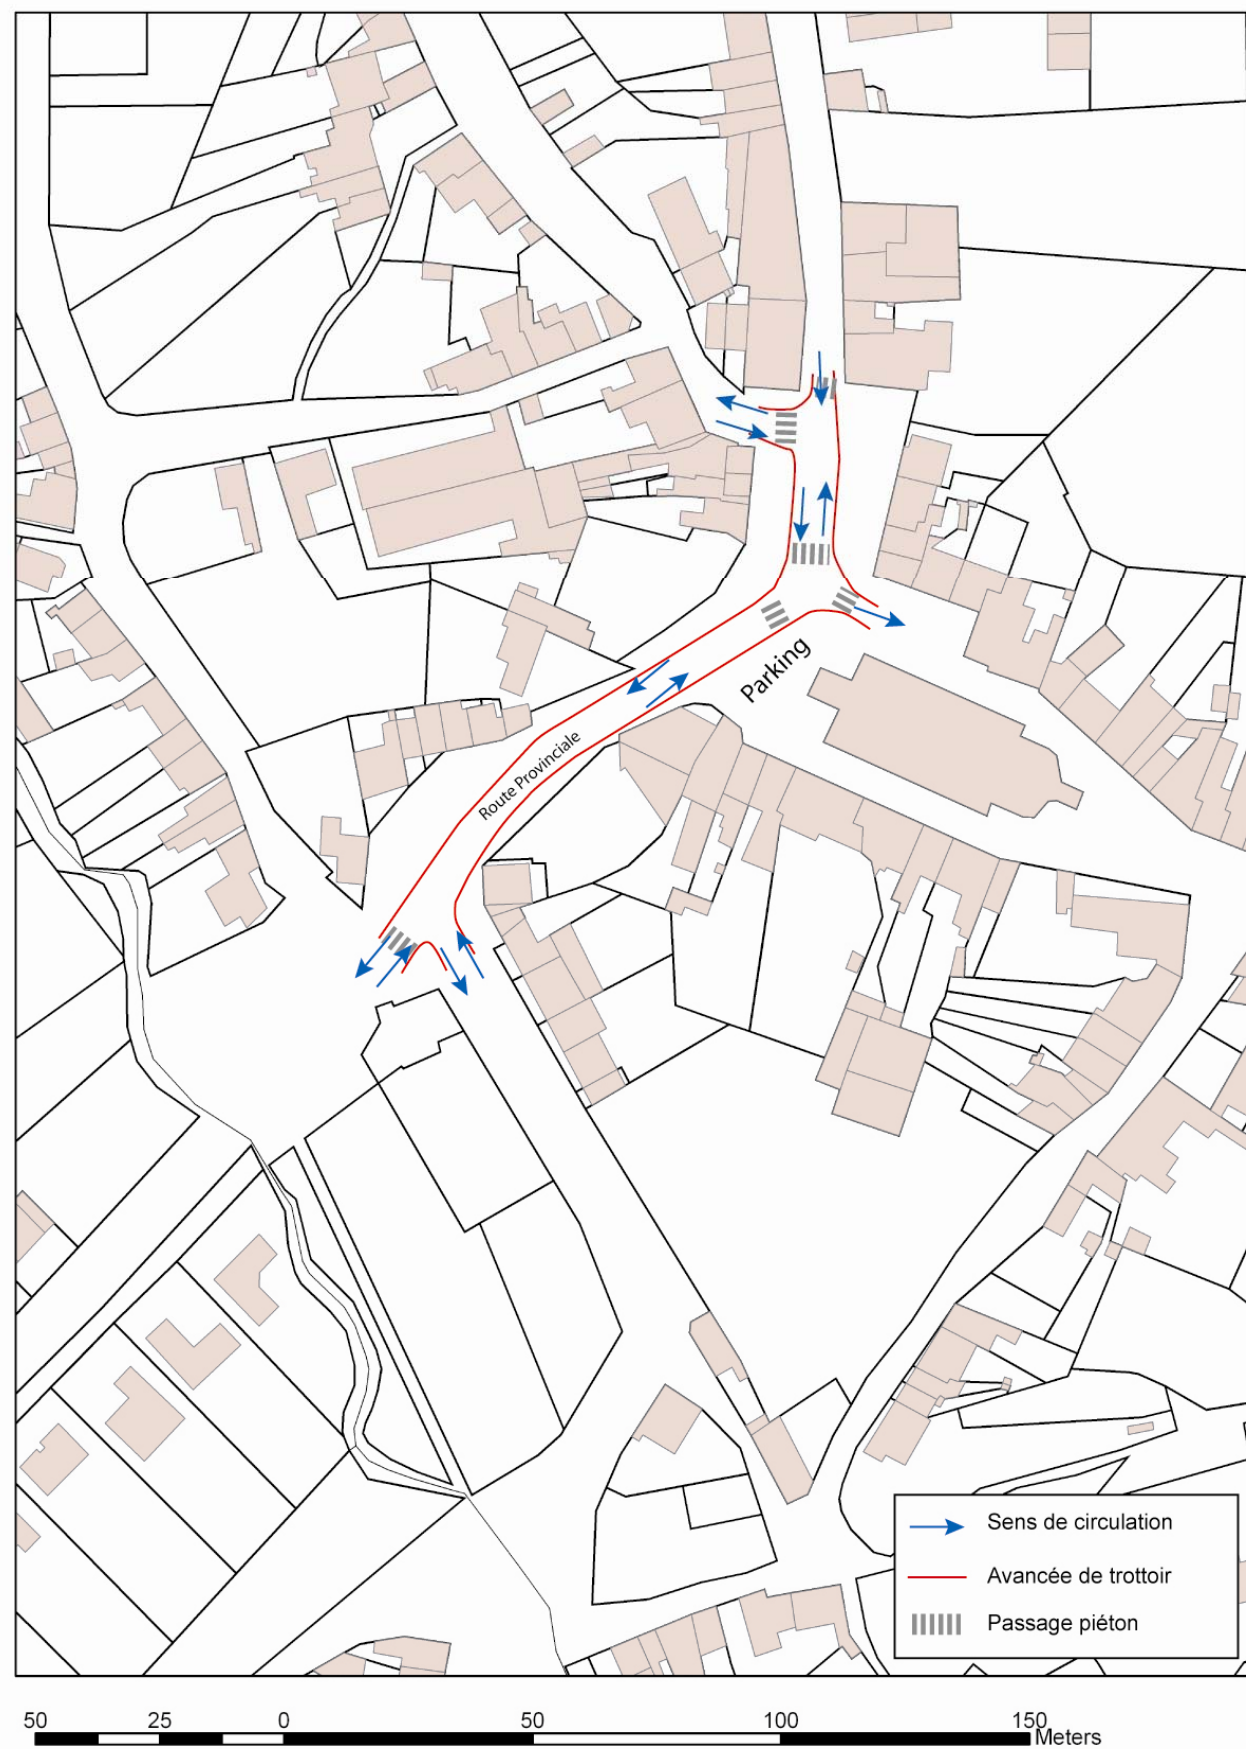 Parking
Route Provinciale
Sens de circulation
Avancée de trottoir
Passage piéton
50 25 0 50 100 150
Meters